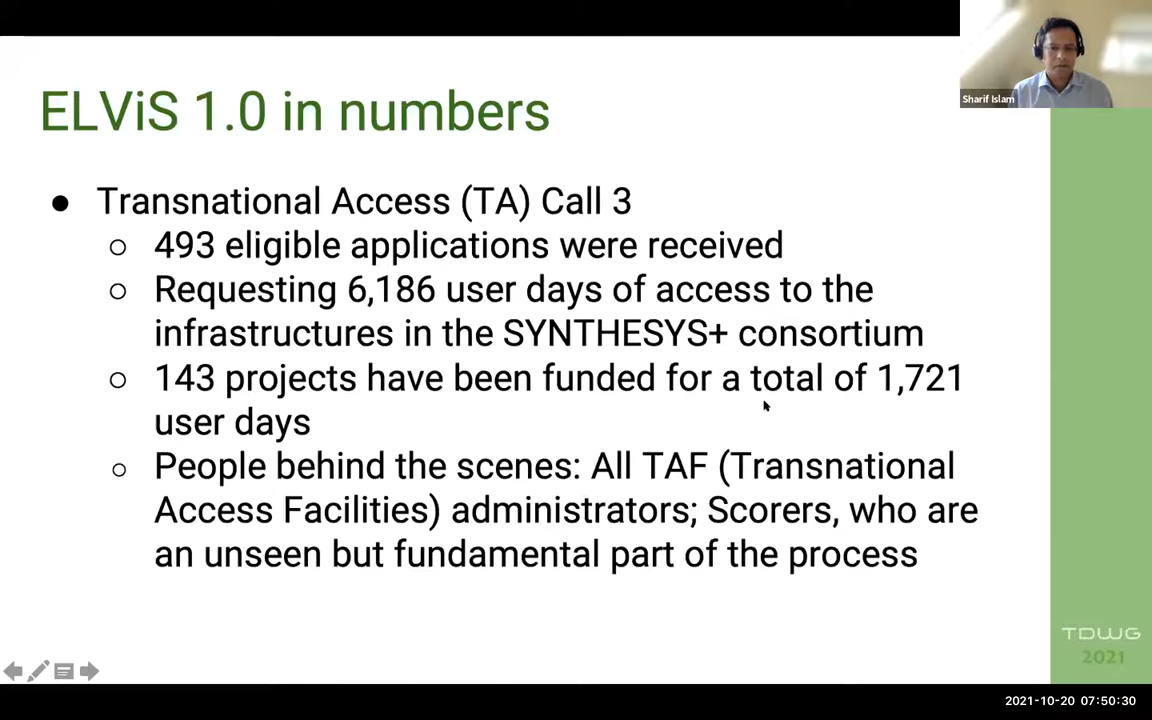 Sharif Islam
ELViS 1.0 in numbers
● Transnational Access (TA) Call 3
○ 493 eligible applications were received
○ Requesting 6,186 user days of access to the
infrastructures in the SYNTHESYS+ consortium
○ 143 projects have been funded for a total of 1,721
user days
○ People behind the scenes: All TAF (Transnational
Access Facilities) administrators; Scorers, who are
an unseen but fundamental part of the process
TDWG
2021
2021-10-20 07:50:30